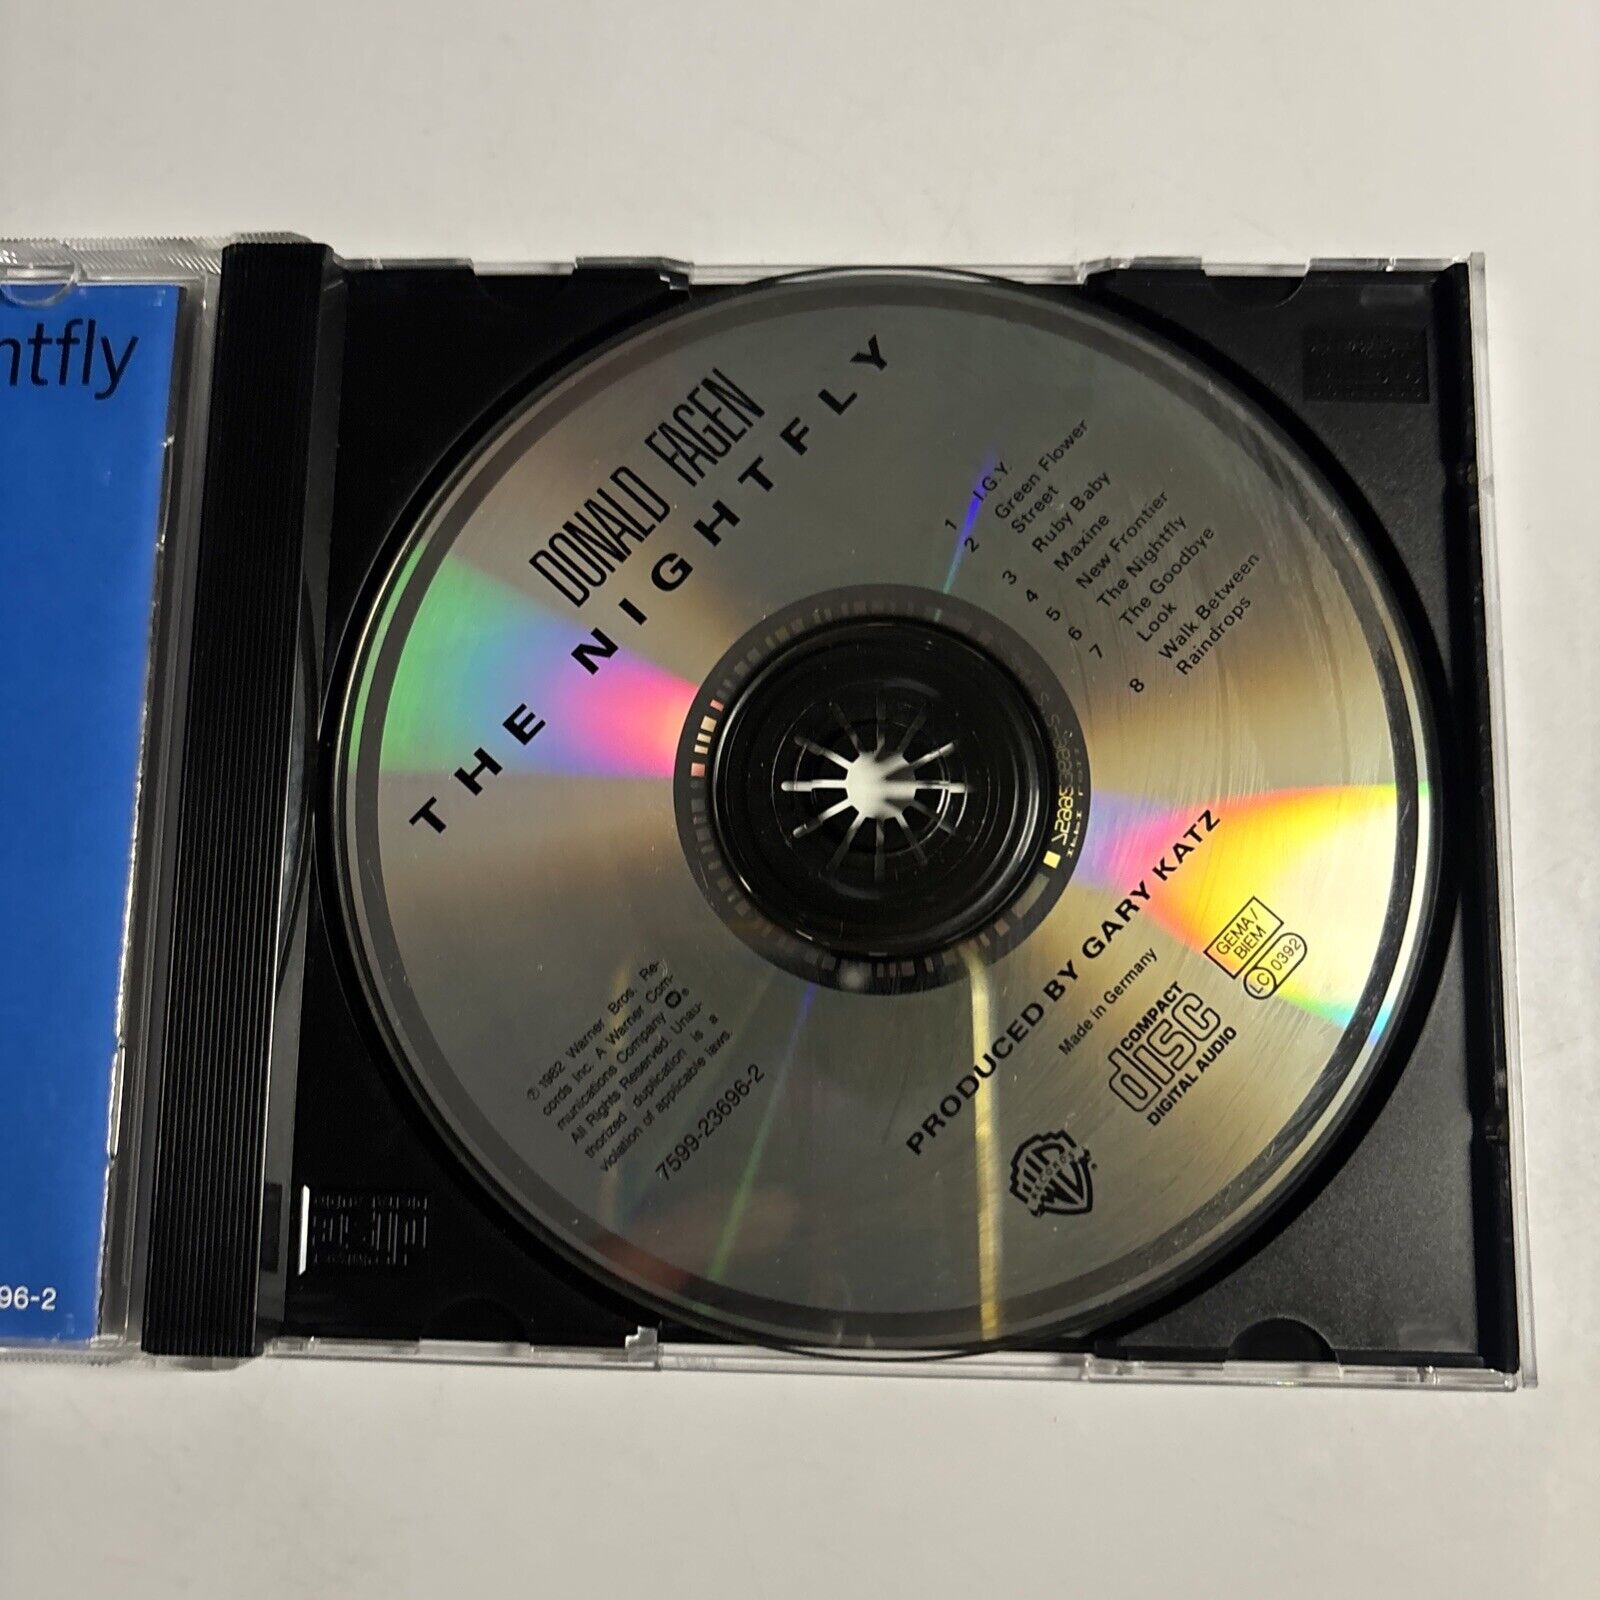 ntfly
96-2
DONALD FAGEN
THE NIGHTFLY
1 I.G.Y.
2 Green Flower
Street
3 Ruby Baby
4 Maxine
5 New Frontier
6 The Nightfly
7 The Goodbye
Look
8 Walk Between
Raindrops
PRODUCED BY GARY KATZ
Made in Germany
GEMA/
BIEM
LC 0392
COMPACT
disc
DIGITAL AUDIO
WB
RECORDS
℗ 1982 Warner Bros. Re-
cords Inc. A Warner Com-
munications Company ®.
All Rights Reserved. Unau-
thorized duplication is a
violation of applicable laws.
7599-23696-2
disc